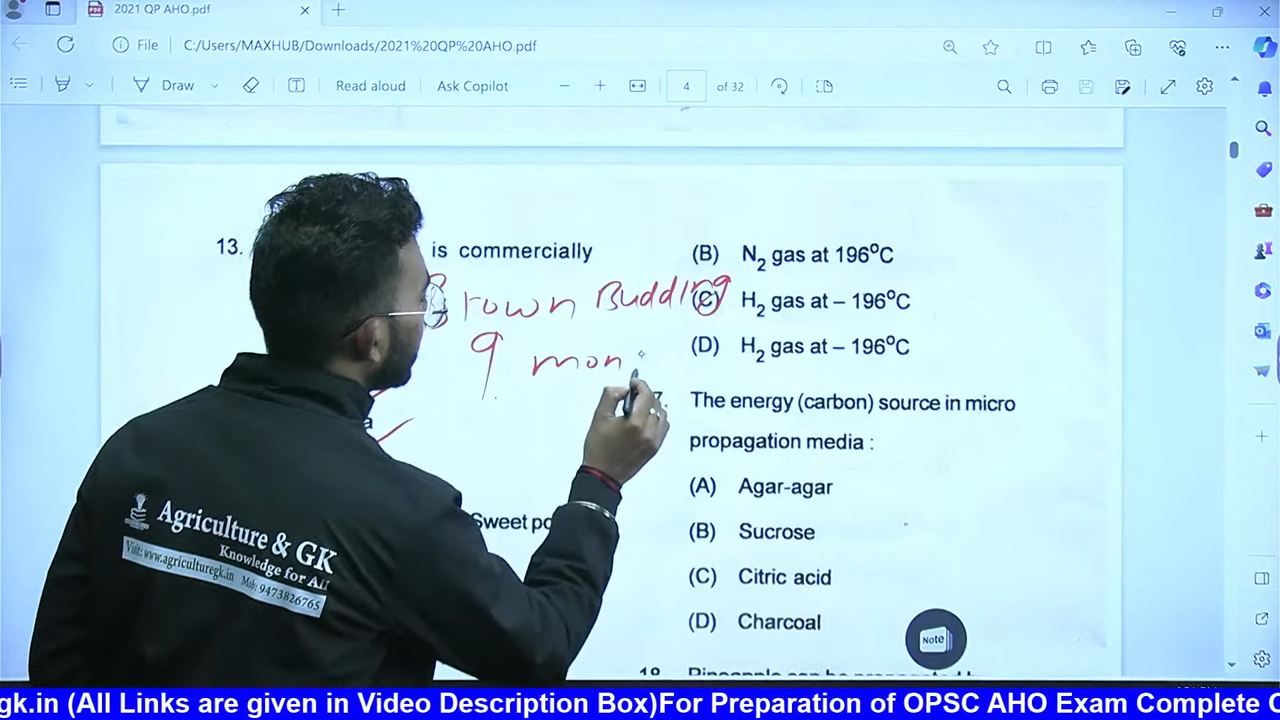 2021 QP AHO.pdf
File C:/Users/MAXHUB/Downloads/2021%20QP%20AHO.pdf
Draw Read aloud Ask Copilot 4 of 32
13.
is commercially
Brown Budding
9 mon
a
Sweet po
(B) N₂ gas at 196⁰C
(C) H₂ gas at – 196⁰C
(D) H₂ gas at – 196⁰C
7. The energy (carbon) source in micro
propagation media :
(A) Agar-agar
(B) Sucrose
(C) Citric acid
(D) Charcoal
Note
Agriculture & GK
Knowledge for All
Visit: www.agriculturegk.in Mob: 9473826765
gk.in (All Links are given in Video Description Box)For Preparation of OPSC AHO Exam Complete C